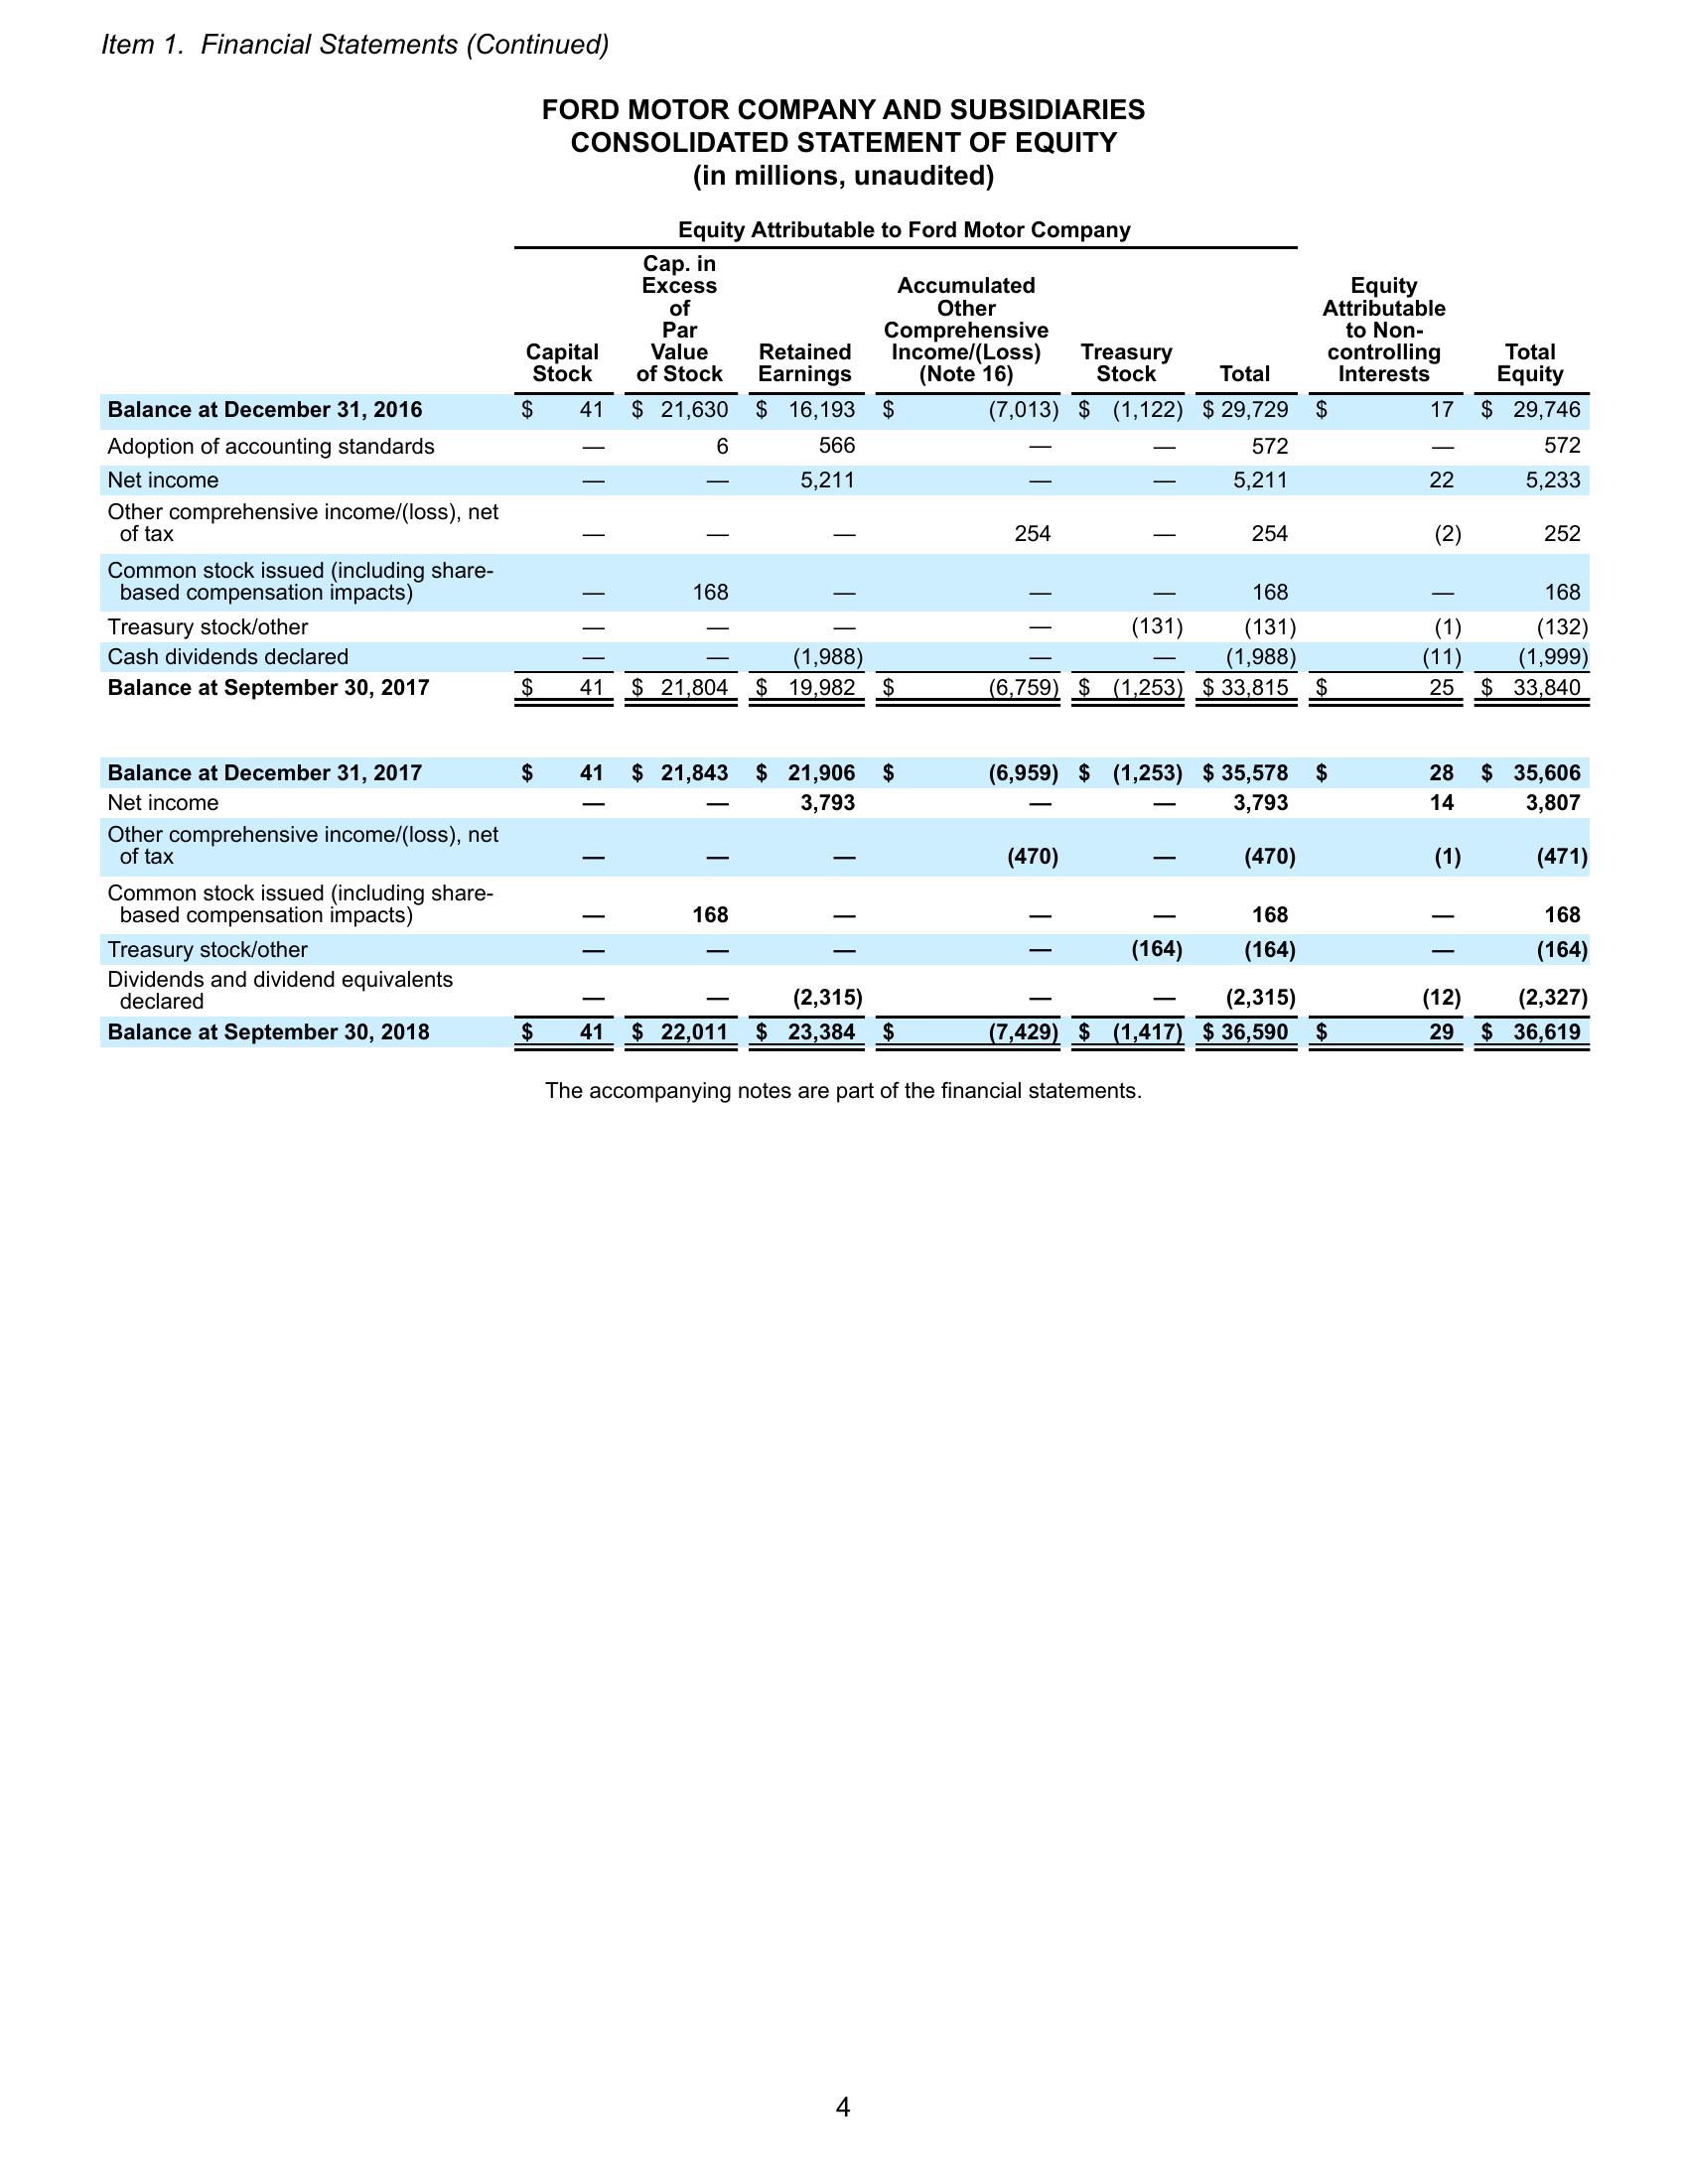 Item 1. Financial Statements (Continued)
FORD MOTOR COMPANY AND SUBSIDIARIES
CONSOLIDATED STATEMENT OF EQUITY
(in millions, unaudited)
Equity Attributable to Ford Motor Company
Capital Stock
Cap. in Excess of Par Value of Stock
Retained Earnings
Accumulated Other Comprehensive Income/(Loss) (Note 16)
Treasury Stock
Total
Equity Attributable to Non-controlling Interests
Total Equity
Balance at December 31, 2016 $ 41 $ 21,630 $ 16,193 $ (7,013) $ (1,122) $ 29,729 $ 17 $ 29,746
Adoption of accounting standards — 6 566 — — 572 — 572
Net income — — 5,211 — — 5,211 22 5,233
Other comprehensive income/(loss), net
of tax — — — 254 — 254 (2) 252
Common stock issued (including share-
based compensation impacts) — 168 — — — 168 — 168
Treasury stock/other — — — — (131) (131) (1) (132)
Cash dividends declared — — (1,988) — — (1,988) (11) (1,999)
Balance at September 30, 2017 $ 41 $ 21,804 $ 19,982 $ (6,759) $ (1,253) $ 33,815 $ 25 $ 33,840
Balance at December 31, 2017 $ 41 $ 21,843 $ 21,906 $ (6,959) $ (1,253) $ 35,578 $ 28 $ 35,606
Net income — — 3,793 — — 3,793 14 3,807
Other comprehensive income/(loss), net
of tax — — — (470) — (470) (1) (471)
Common stock issued (including share-
based compensation impacts) — 168 — — — 168 — 168
Treasury stock/other — — — — (164) (164) — (164)
Dividends and dividend equivalents
declared — — (2,315) — — (2,315) (12) (2,327)
Balance at September 30, 2018 $ 41 $ 22,011 $ 23,384 $ (7,429) $ (1,417) $ 36,590 $ 29 $ 36,619
The accompanying notes are part of the financial statements.
4